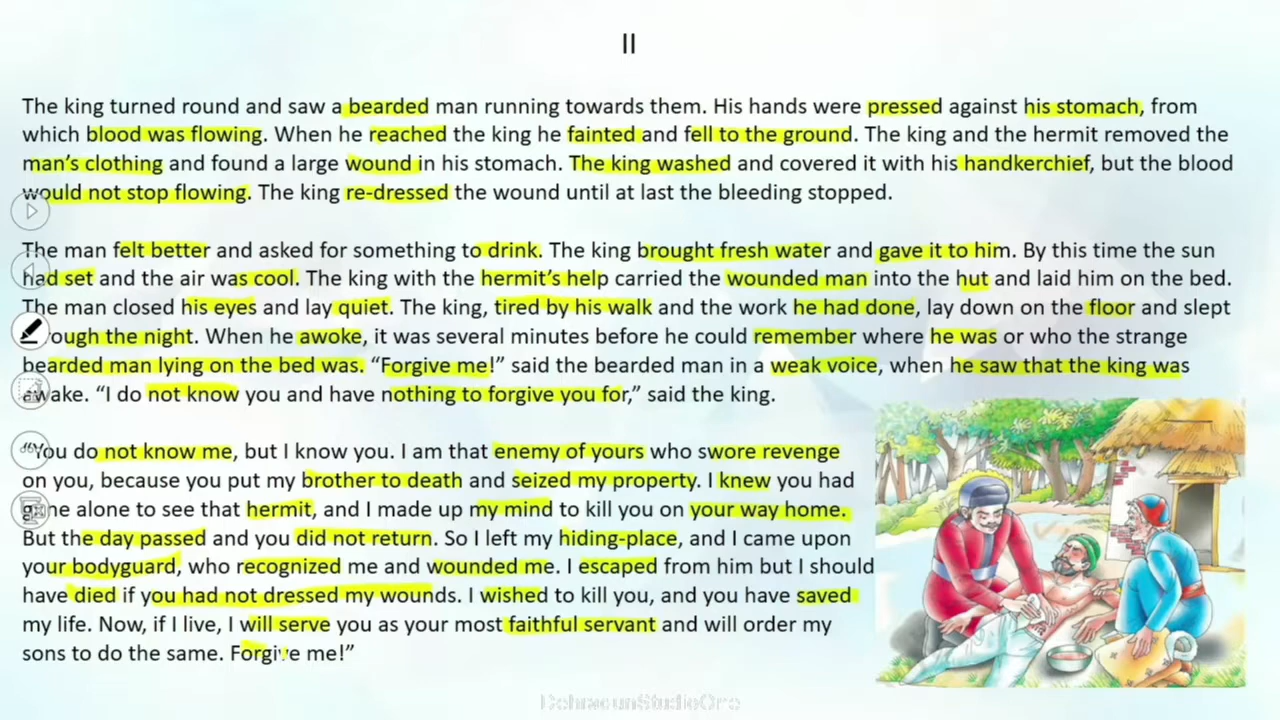 II
The king turned round and saw a bearded man running towards them. His hands were pressed against his stomach, from
which blood was flowing. When he reached the king he fainted and fell to the ground. The king and the hermit removed the
man's clothing and found a large wound in his stomach. The king washed and covered it with his handkerchief, but the blood
would not stop flowing. The king re-dressed the wound until at last the bleeding stopped.
The man felt better and asked for something to drink. The king brought fresh water and gave it to him. By this time the sun
had set and the air was cool. The king with the hermit's help carried the wounded man into the hut and laid him on the bed.
The man closed his eyes and lay quiet. The king, tired by his walk and the work he had done, lay down on the floor and slept
ough the night. When he awoke, it was several minutes before he could remember where he was or who the strange
bearded man lying on the bed was. “Forgive me!” said the bearded man in a weak voice, when he saw that the king was
awake. “I do not know you and have nothing to forgive you for,” said the king.
“You do not know me, but I know you. I am that enemy of yours who swore revenge
on you, because you put my brother to death and seized my property. I knew you had
gone alone to see that hermit, and I made up my mind to kill you on your way home.
But the day passed and you did not return. So I left my hiding-place, and I came upon
your bodyguard, who recognized me and wounded me. I escaped from him but I should
have died if you had not dressed my wounds. I wished to kill you, and you have saved
my life. Now, if I live, I will serve you as your most faithful servant and will order my
sons to do the same. Forgive me!”
DehradunStudioOne